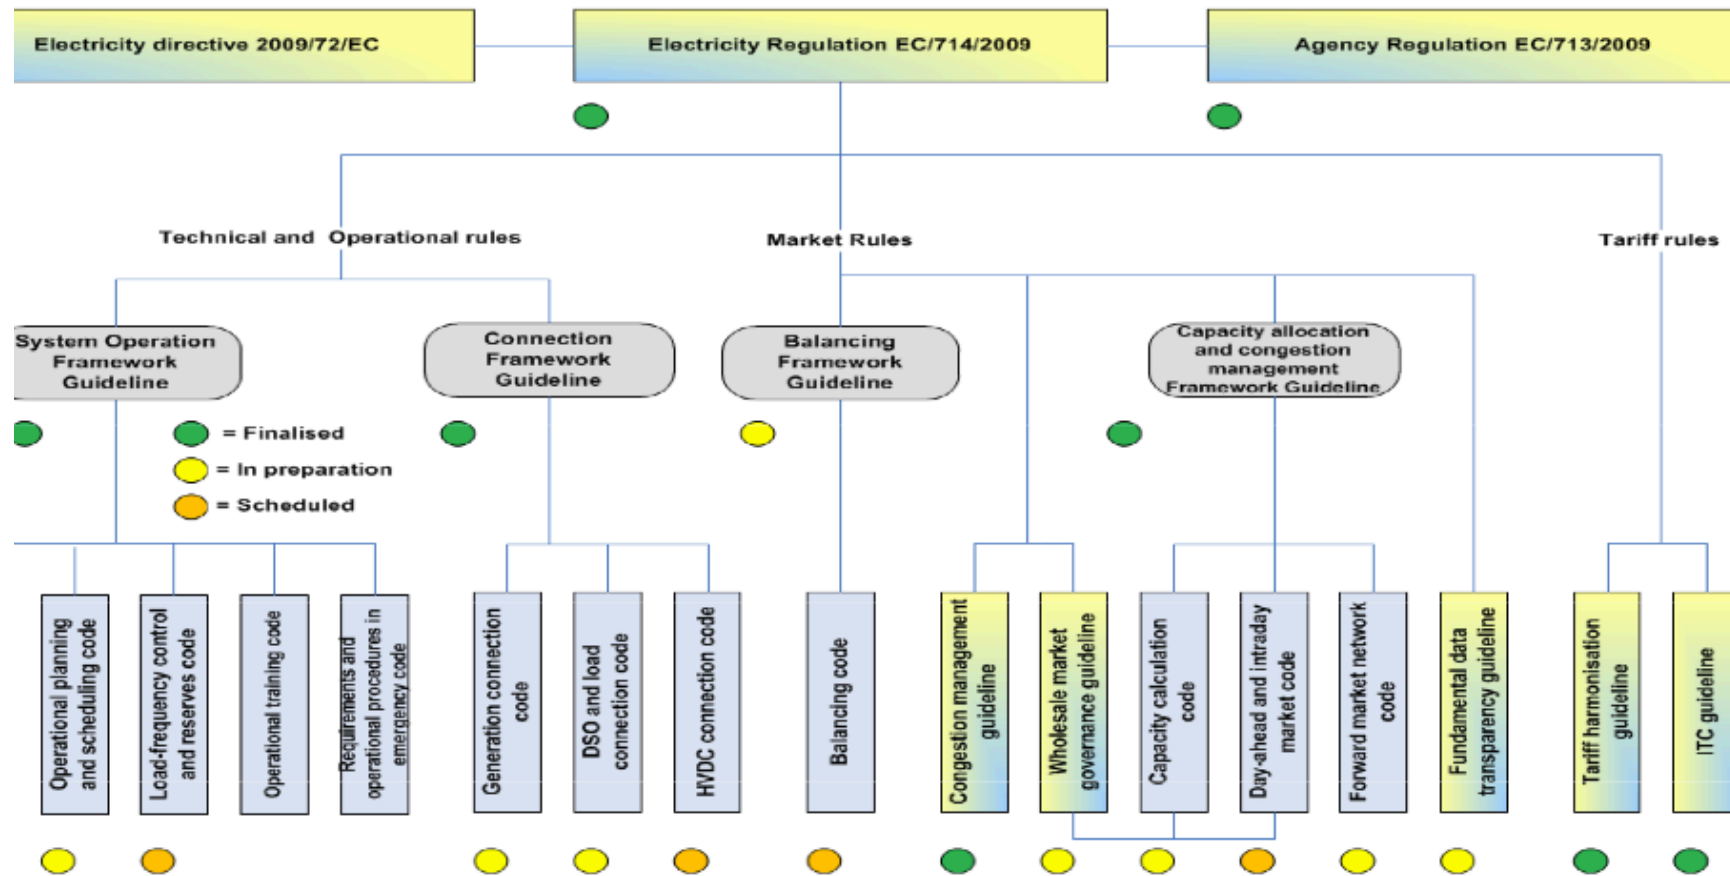 Electricity directive 2009/72/EC
Electricity Regulation EC/714/2009
Agency Regulation EC/713/2009
Technical and Operational rules
Market Rules
Tariff rules
System Operation
Framework
Guideline
Connection
Framework
Guideline
Balancing
Framework
Guideline
Capacity allocation
and congestion
management
Framework Guideline
= Finalised
= In preparation
= Scheduled
Operational planning
and scheduling code
Load-frequency control
and reserves code
Operational training code
Requirements and
operational procedures in
emergency code
Generation connection
code
DSO and load
connection code
HVDC connection code
Balancing code
Congestion management
guideline
Wholesale market
governance guideline
Capacity calculation
code
Day-ahead and intraday
market code
Forward market network
code
Fundamental data
transparency guideline
Tariff harmonisation
guideline
ITC guideline